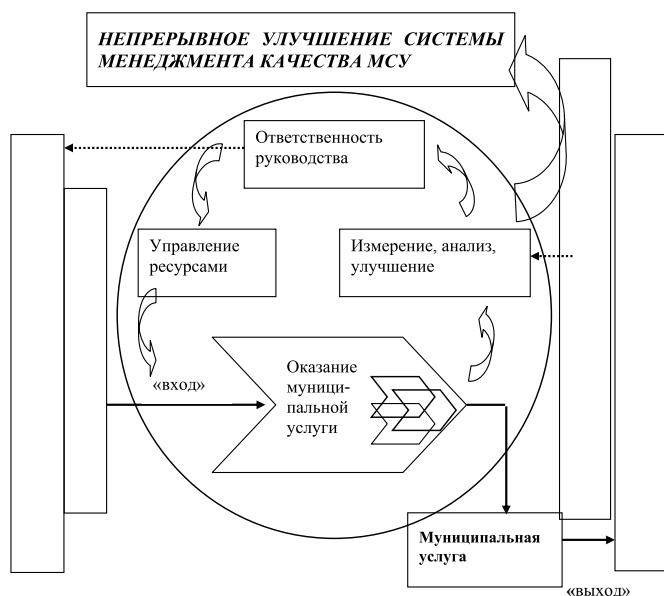 НЕПРЕРЫВНОЕ УЛУЧШЕНИЕ СИСТЕМЫ
МЕНЕДЖМЕНТА КАЧЕСТВА МСУ
Ответственность
руководства
Управление
ресурсами
Измерение, анализ,
улучшение
«вход»
Оказание
муници-
пальной
услуги
Муниципальная
услуга
«выход»